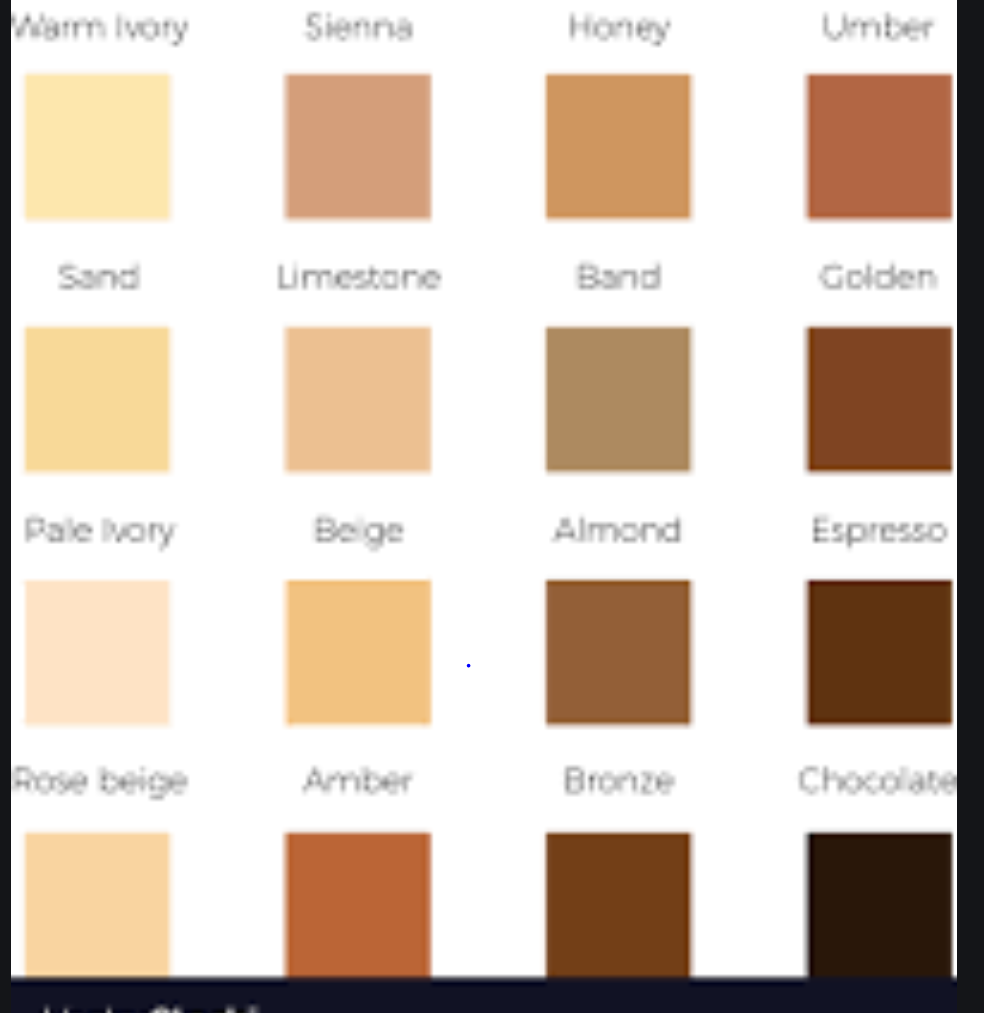 Warm Ivory Sienna Honey Umber
Sand Limestone Band Golden
Pale Ivory Beige Almond Espresso
Rose beige Amber Bronze Chocolate